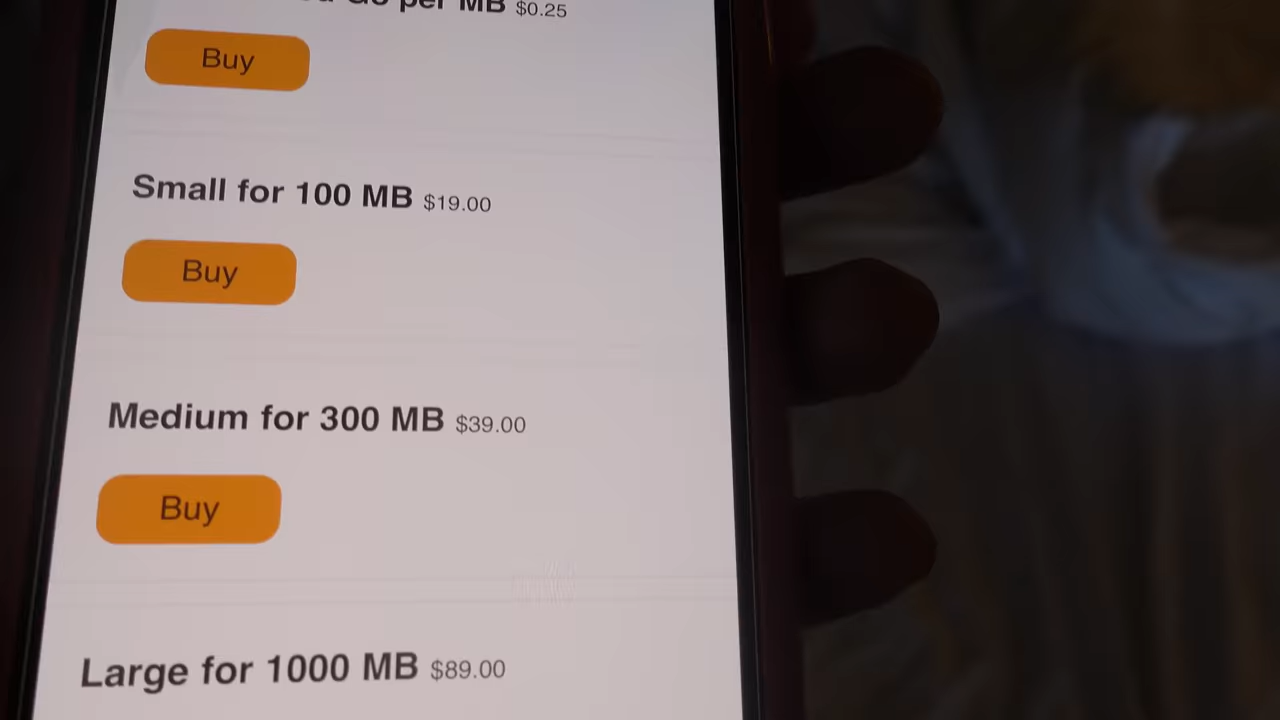 per MB $0.25
Buy
Small for 100 MB $19.00
Buy
Medium for 300 MB $39.00
Buy
Large for 1000 MB $89.00